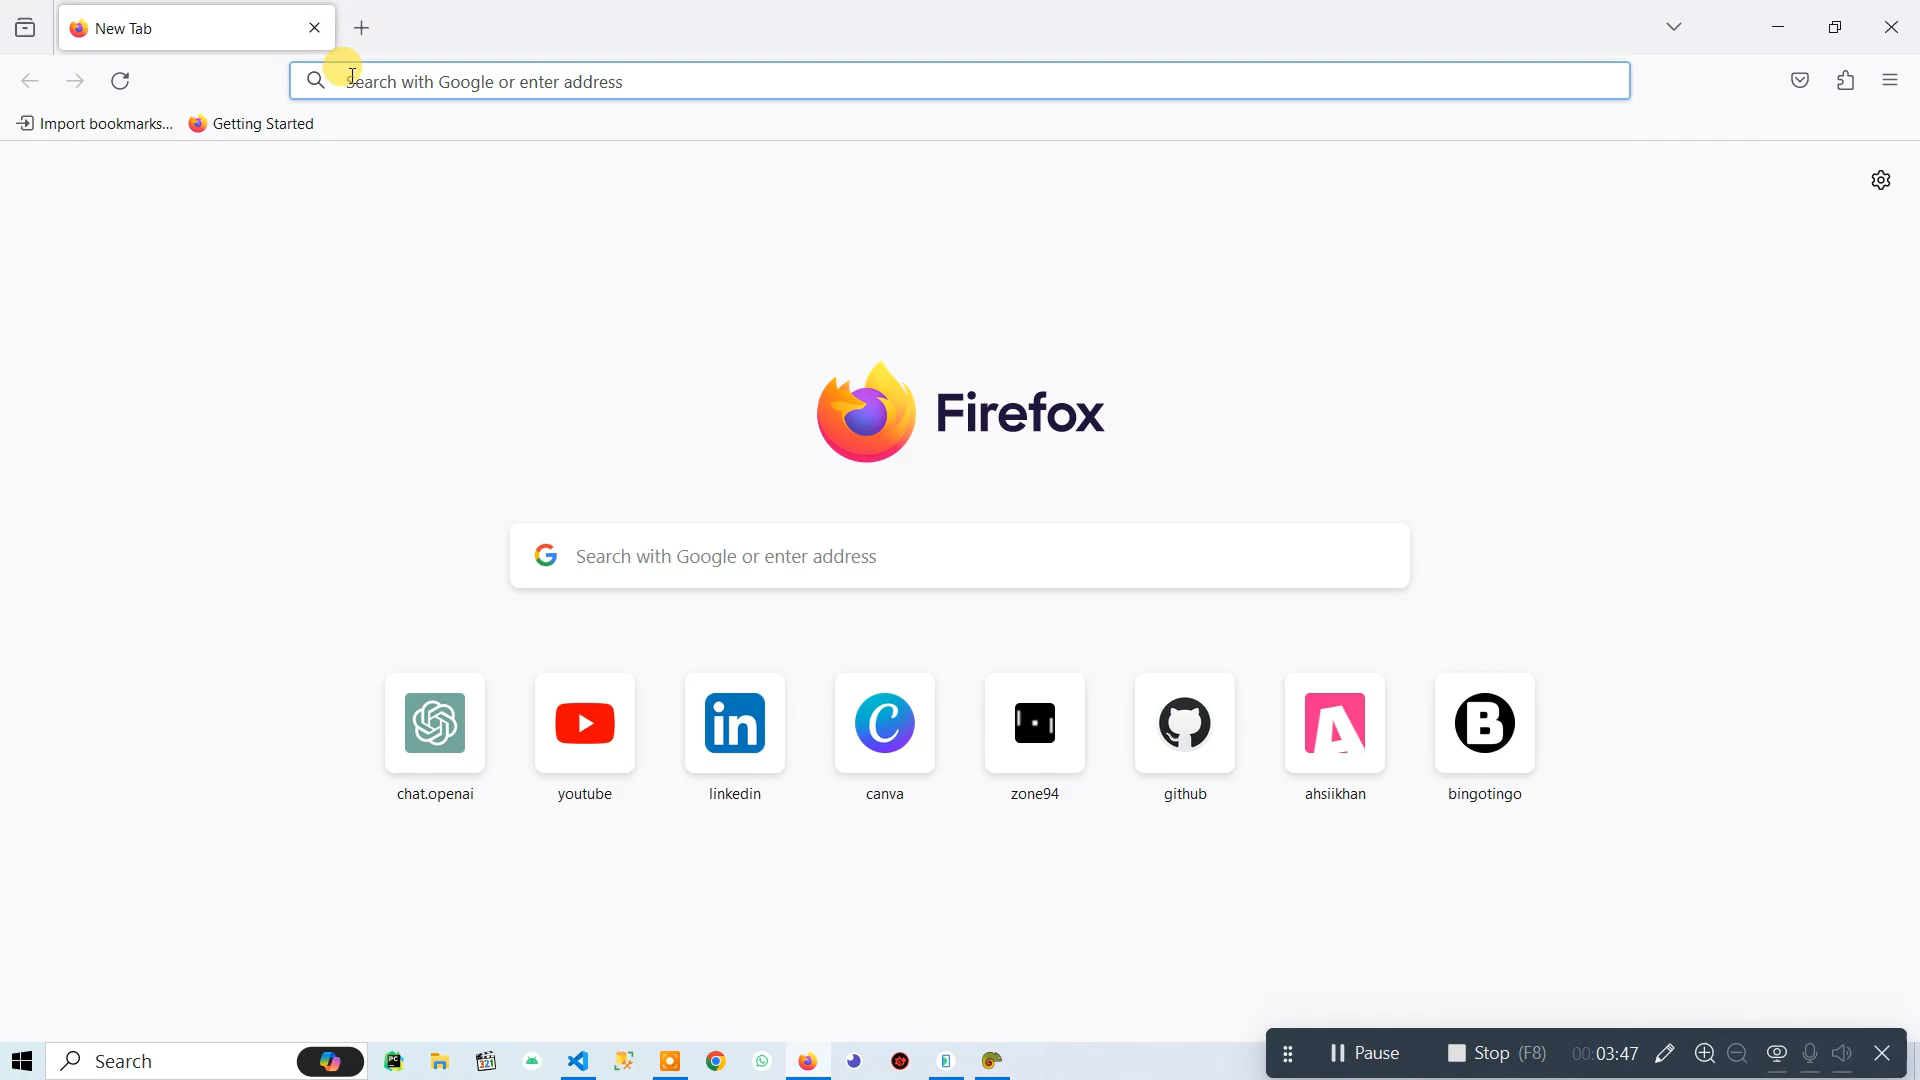 New Tab
Search with Google or enter address
Import bookmarks...
Getting Started
Firefox
Search with Google or enter address
chat.openai
youtube
linkedin
canva
zone94
github
ahsiikhan
bingotingo
Search
Pause
Stop (F8)
00:03:47